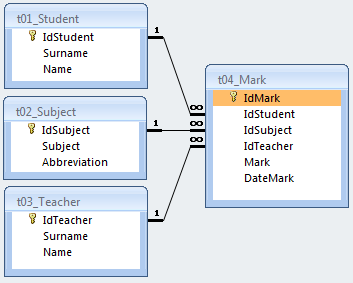 t01_Student
IdStudent
Surname
Name
1
t02_Subject
IdSubject
Subject
Abbreviation
1
t03_Teacher
IdTeacher
Surname
Name
1
t04_Mark
IdMark
IdStudent
IdSubject
IdTeacher
Mark
DateMark
∞
∞
∞